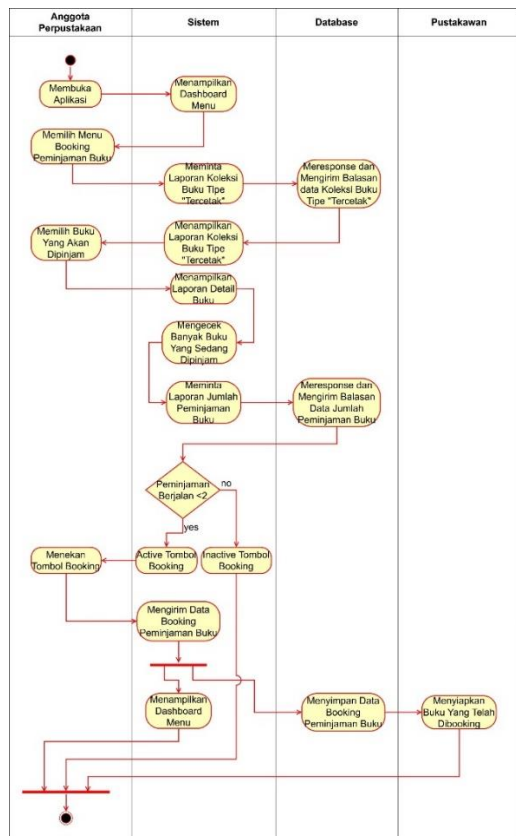 Anggota
Perpustakaan
Sistem
Database
Pustakawan
Membuka
Aplikasi
Menampilkan
Dashboard
Menu
Memilih Menu
Booking
Peminjaman Buku
Meminta
Laporan Koleksi
Buku Tipe
"Tercetak"
Meresponse dan
Mengirim Balasan
data Koleksi Buku
Tipe "Tercetak"
Memilih Buku
Yang Akan
Dipinjam
Menampilkan
Laporan Koleksi
Buku Tipe
"Tercetak"
Menampilkan
Laporan Detail
Buku
Mengecek
Banyak Buku
Yang Sedang
Dipinjam
Meminta
Laporan Jumlah
Peminjaman
Buku
Meresponse dan
Mengirim Balasan
Data Jumlah
Peminjaman Buku
Peminjaman
Berjalan <2
no
yes
Menekan
Tombol Booking
Active Tombol
Booking
Inactive Tombol
Booking
Mengirim Data
Booking
Peminjaman Buku
Menampilkan
Dashboard
Menu
Menyimpan Data
Booking
Peminjaman Buku
Menyiapkan
Buku Yang Telah
Dibooking